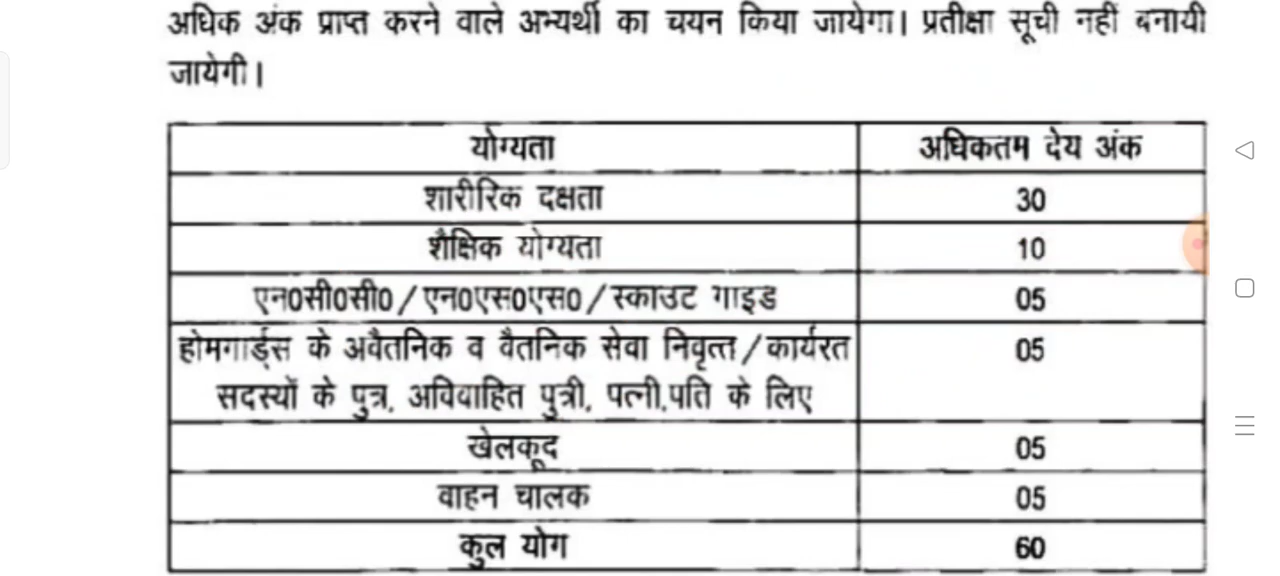 अधिक अंक प्राप्त करने वाले अभ्यर्थी का चयन किया जायेगा। प्रतीक्षा सूची नहीं बनायी
जायेगी।
योग्यता अधिकतम देय अंक
शारीरिक दक्षता 30
शैक्षिक योग्यता 10
एन0सी0सी0/एन0एस0एस0/स्काउट गाइड 05
होमगार्ड्स के अवैतनिक व वैतनिक सेवा निवृत्त/कार्यरत 05
सदस्यों के पुत्र, अविवाहित पुत्री, पत्नी,पति के लिए
खेलकूद 05
वाहन चालक 05
कुल योग 60